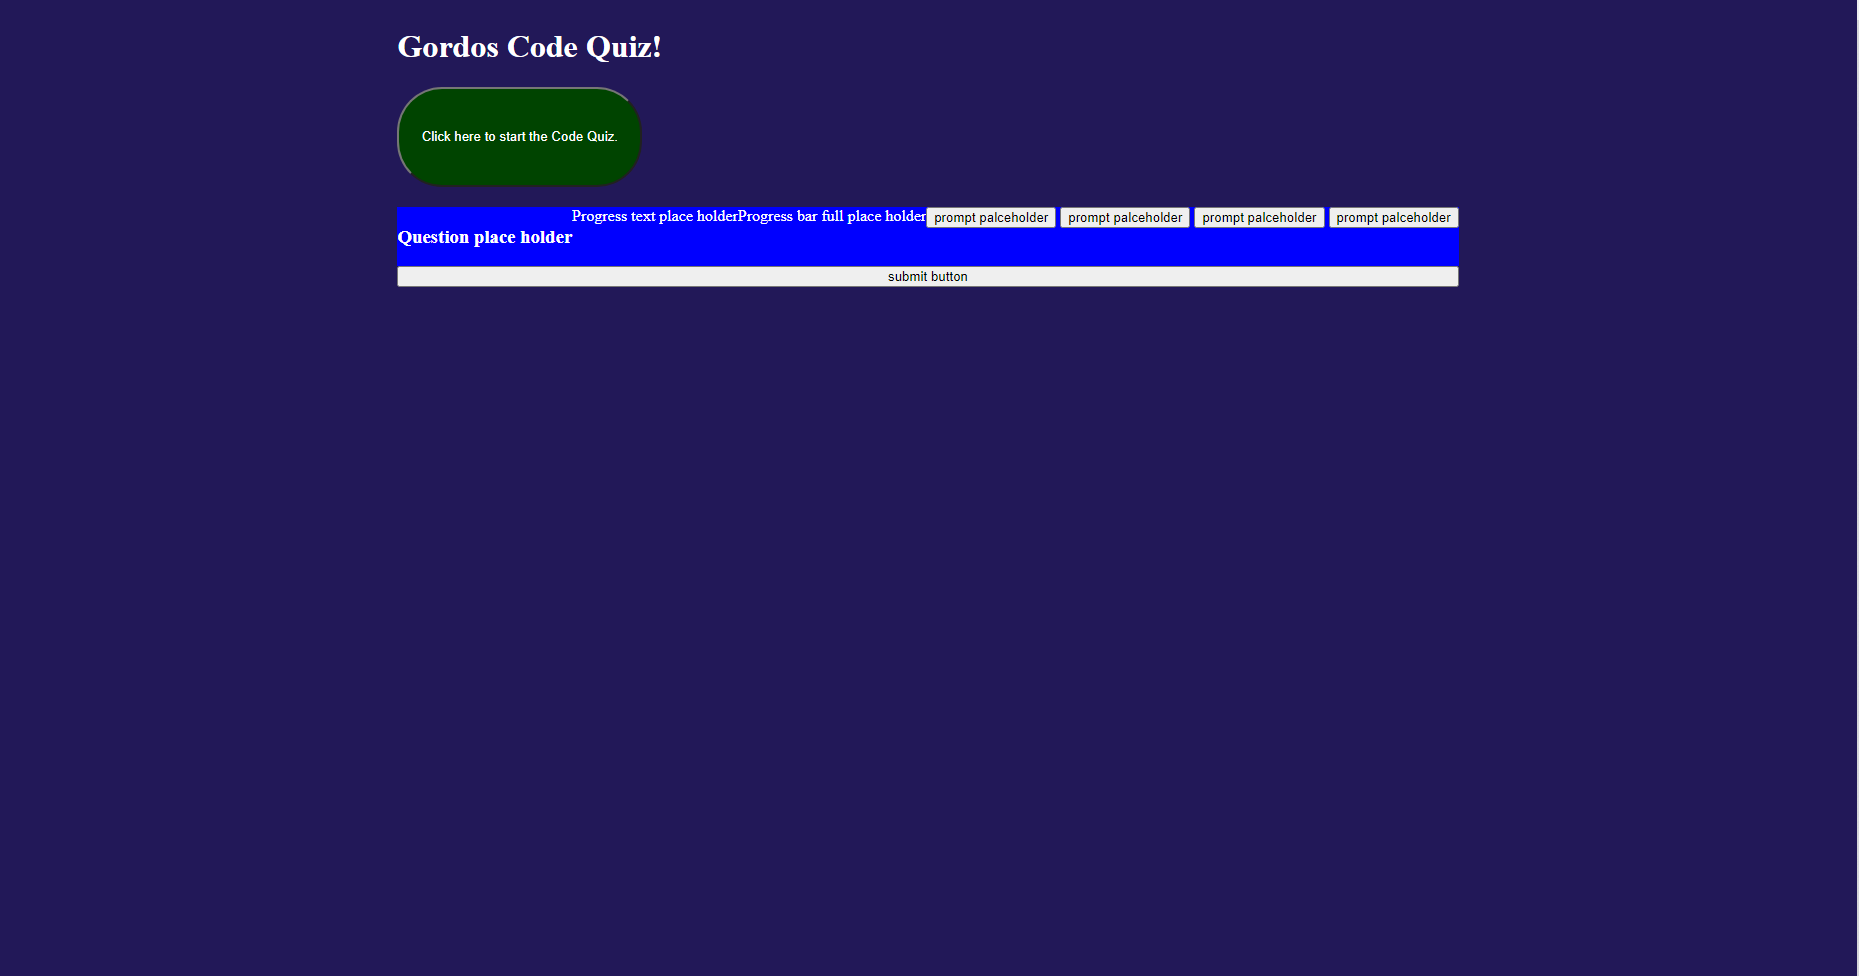 Gordos Code Quiz!
Click here to start the Code Quiz.
Progress text place holderProgress bar full place holder prompt palceholder prompt palceholder prompt palceholder prompt palceholder
Question place holder
submit button